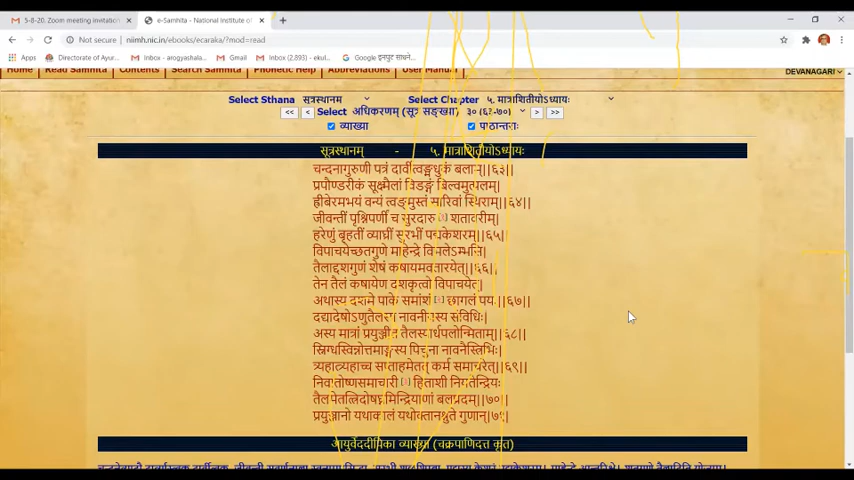 5-8-20, Zoom meeting invitation
e-Samhita - National Institute of
Not secure | niimh.nic.in/ebooks/ecaraka/?mod=read
Apps Directorate of Ayur... Inbox - arogyashala... Gmail Inbox (2,893) - ekul... Google इनपुट साधने...
Home Read Samhita Contents Search Samhita Phonetic Help Abbreviations User Manual DEVANAGARI
Select Sthana सूत्रस्थानम् Select Chapter ५. मात्राशितीयोऽध्यायः
<< < Select अधिकरणम् (सूत्र सङ्ख्या) ३० (६३-७०) > >>
व्याख्या पाठान्तराः
सूत्रस्थानम् - ५. मात्राशितीयोऽध्यायः
चन्दनागुरुणी पत्रं दार्वीत्वङ्मधुकं बलाम्||६३||
प्रपौण्डरीकं सूक्ष्मैलां विडङ्गं बिल्वमुत्पलम्|
ह्रीबेरमभयं वन्यं त्वङ्मुस्तं सारिवां स्थिराम्||६४||
जीवन्तीं पृश्निपर्णीं च सुरदारु शतावरीम्|
हरेणुं बृहतीं व्याघ्रीं सुरभीं पद्मकेशरम्||६५||
विपाचयेच्छतगुणे माहेन्द्रे विमलेऽम्भसि|
तैलाद्दशगुणं शेषं कषायमवतारयेत्||६६||
तेन तैलं कषायेण दशकृत्वो विपाचयेत्|
अथास्य दशमे पाके समांशं छागलं पयः||६७||
दद्यादेषोऽणुतैलस्य नावनीयस्य संविधिः|
अस्य मात्रां प्रयुञ्जीत तैलस्यार्धपलोन्मिताम्||६८||
स्निग्धस्विन्नोत्तमाङ्गस्य पिचुना नावनैस्त्रिभिः|
त्र्यहात्त्र्यहाच्च सप्ताहमेतत् कर्म समाचरेत्||६९||
निवातोष्णसमाचारी हिताशी नियतेन्द्रियः|
तैलमेतत्त्रिदोषघ्नमिन्द्रियाणां बलप्रदम्||७०||
प्रयुञ्जानो यथाकालं यथोक्तानश्नुते गुणान्|७१|
आयुर्वेददीपिका व्याख्या (चक्रपाणिदत्त कृत)